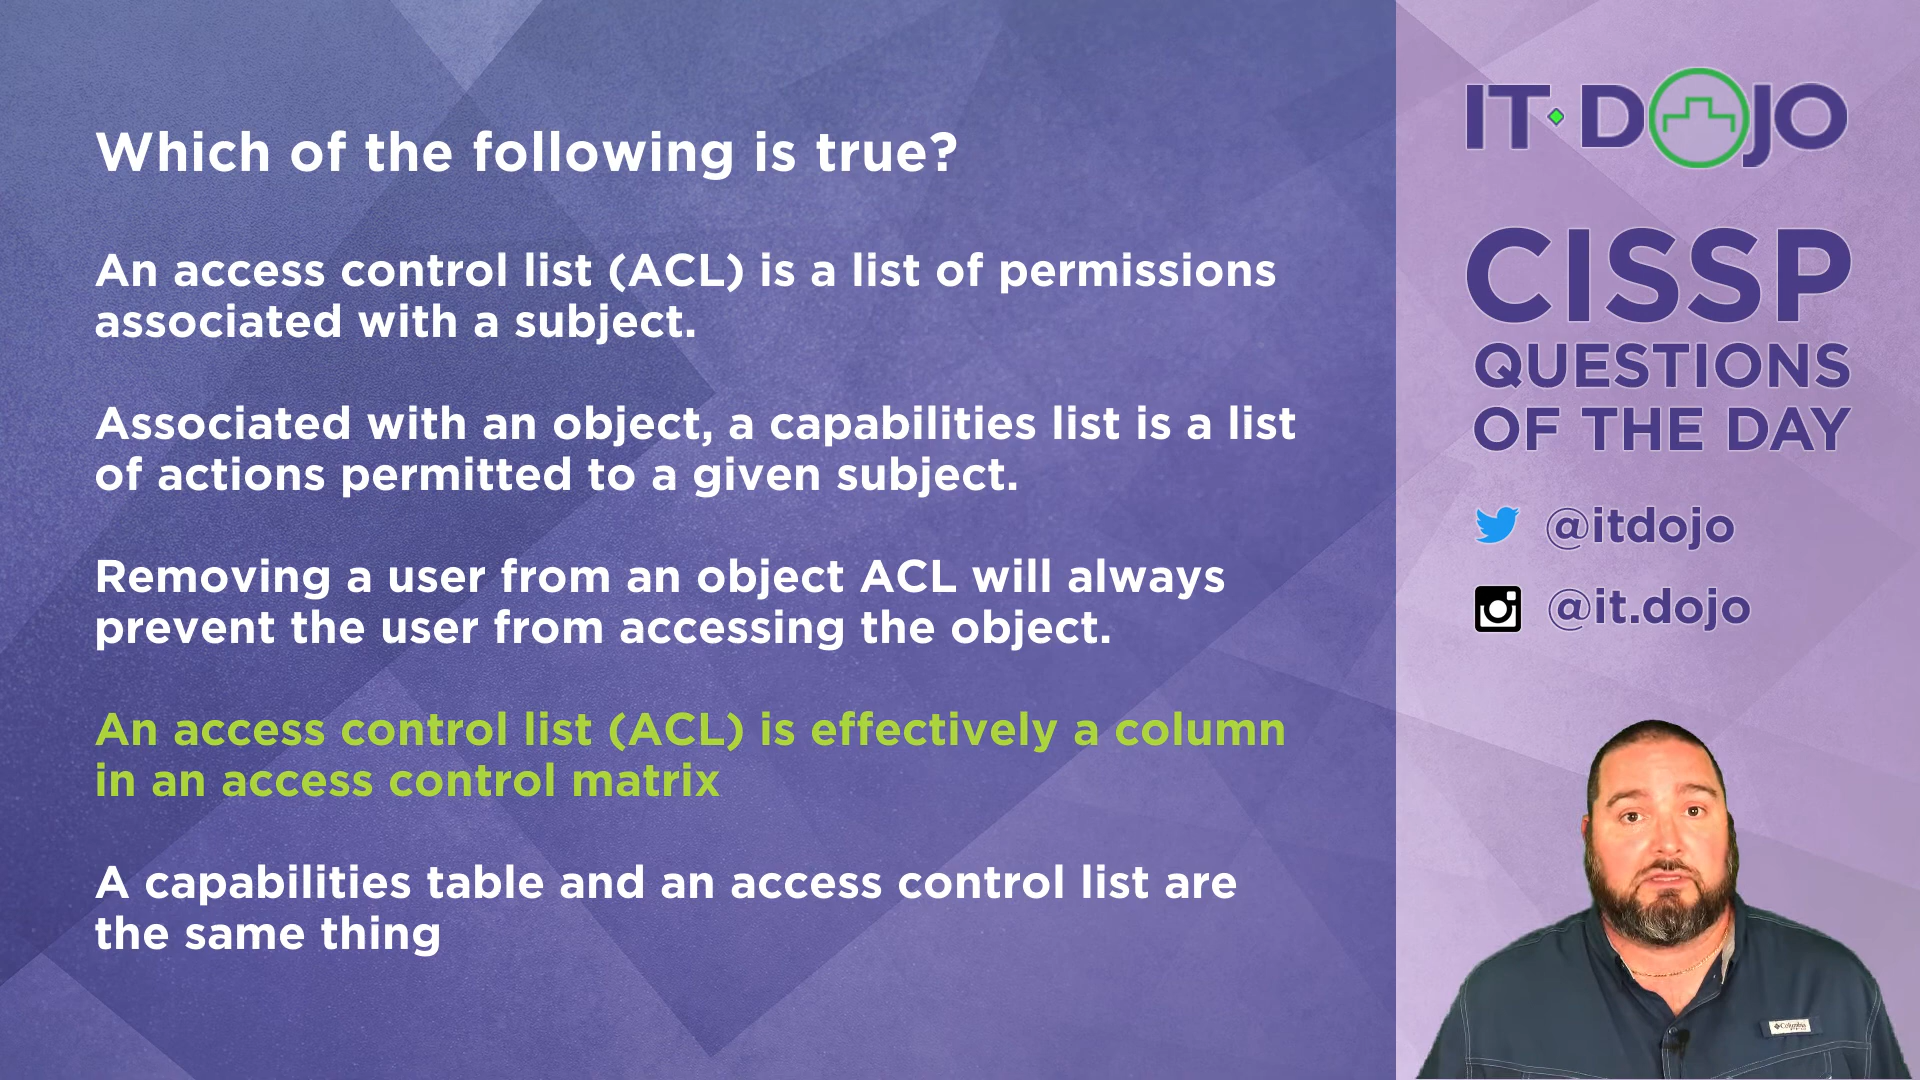 Which of the following is true?
An access control list (ACL) is a list of permissions
associated with a subject.
Associated with an object, a capabilities list is a list
of actions permitted to a given subject.
Removing a user from an object ACL will always
prevent the user from accessing the object.
An access control list (ACL) is effectively a column
in an access control matrix
A capabilities table and an access control list are
the same thing
IT DOJO
CISSP
QUESTIONS
OF THE DAY
@itdojo
@it.dojo
Columbia